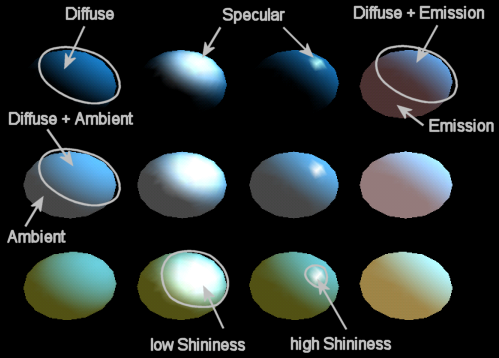 Diffuse
Specular
Diffuse + Emission
Diffuse + Ambient
Emission
Ambient
low Shininess
high Shininess